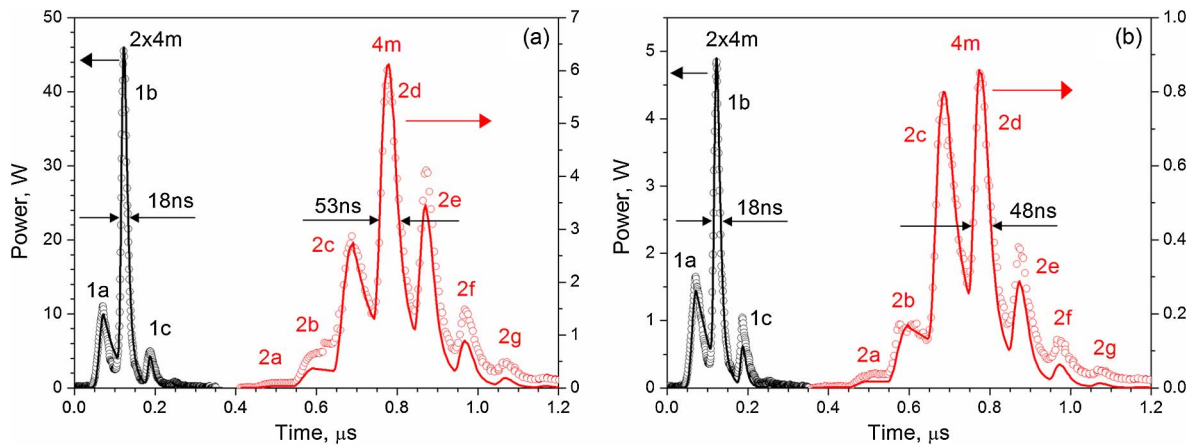 50
40
30
20
10
0
Power, W
7
6
5
4
3
2
1
0
(a)
2x4m
1b
18ns
1a
1c
4m
2d
53ns
2e
2c
2b
2f
2a
2g
0.0 0.2 0.4 0.6 0.8 1.0 1.2
Time, μs
5
4
3
2
1
0
Power, W
1.0
0.8
0.6
0.4
0.2
0.0
(b)
2x4m
1b
18ns
1a
1c
4m
2c
2d
48ns
2e
2b
2f
2a
2g
0.0 0.2 0.4 0.6 0.8 1.0 1.2
Time, μs